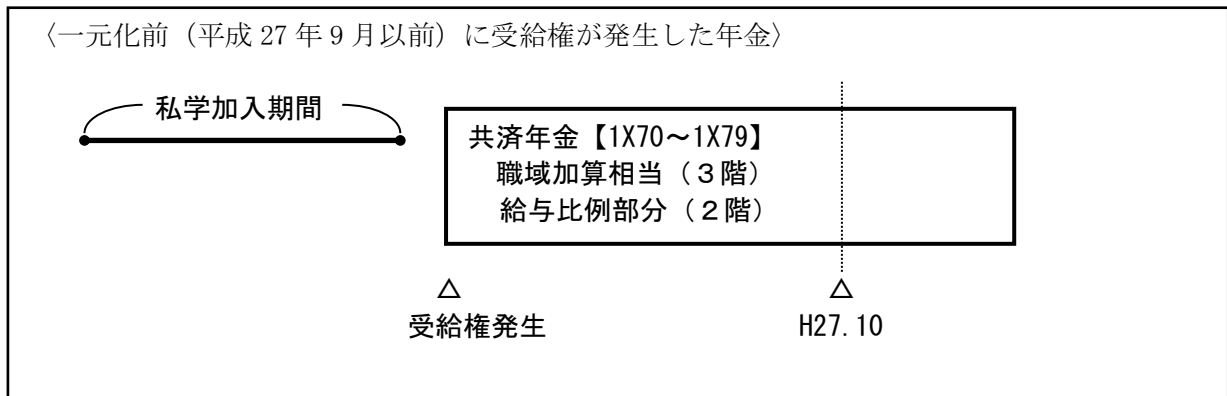 〈一元化前（平成 27 年 9 月以前）に受給権が発生した年金〉
私学加入期間
共済年金【1X70～1X79】
職域加算相当（３階）
給与比例部分（２階）
△
受給権発生
△
H27.10